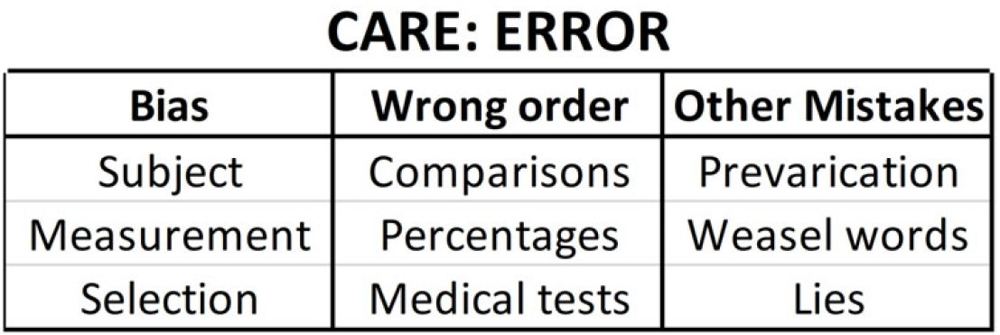 CARE: ERROR
Bias Wrong order Other Mistakes
Subject Comparisons Prevarication
Measurement Percentages Weasel words
Selection Medical tests Lies